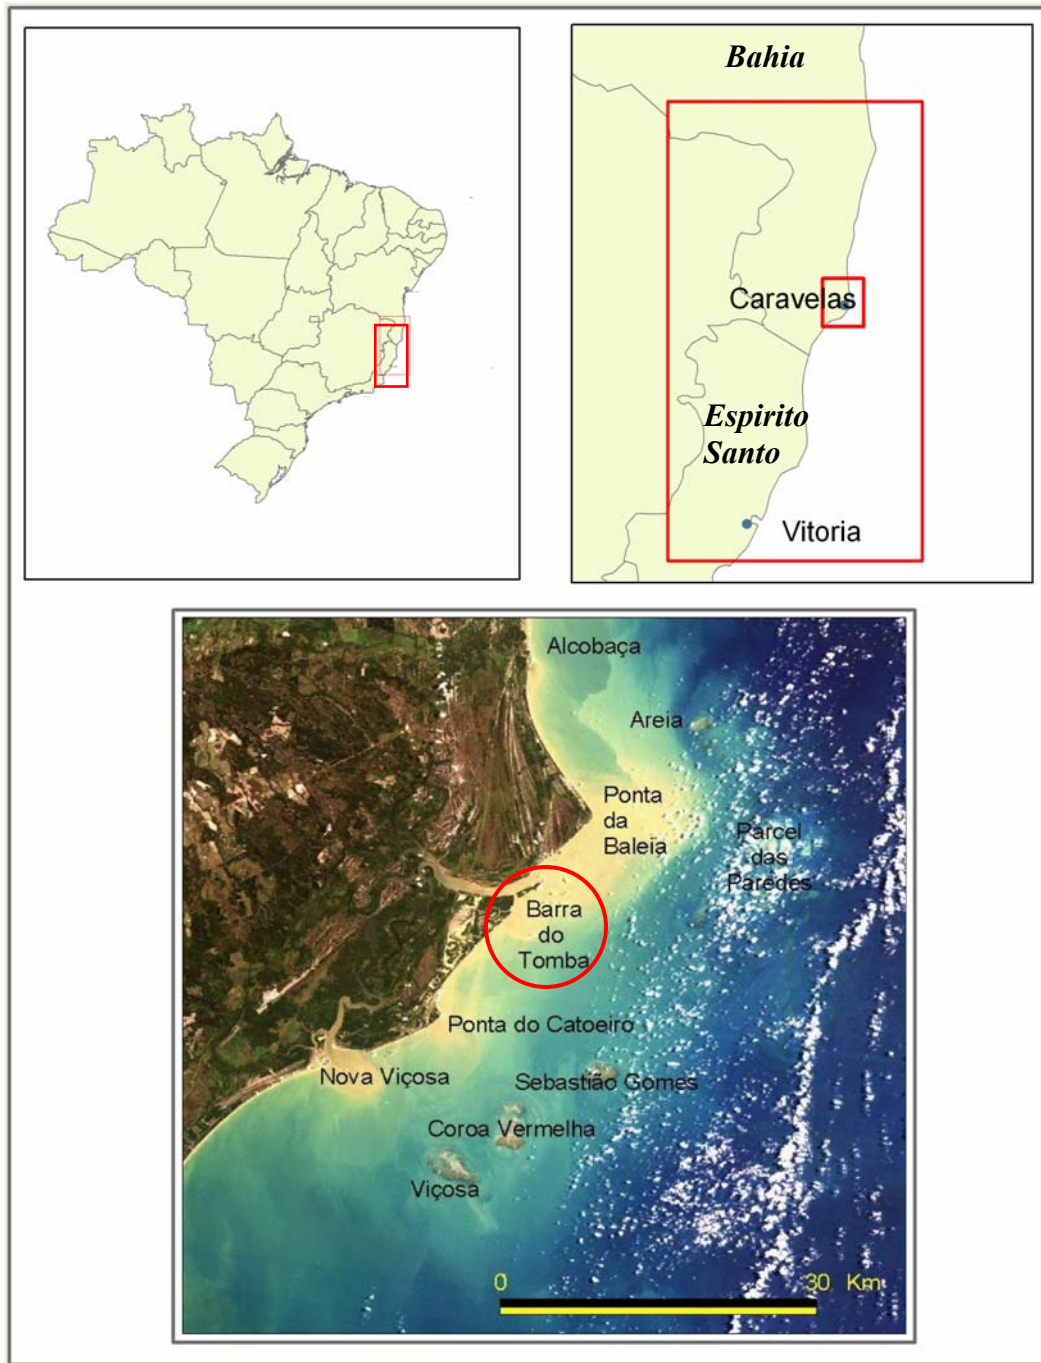 Bahia
Caravelas
Espirito
Santo
Vitoria
Alcobaça
Areia
Ponta
da
Baleia
Parcel
das
Paredes
Barra
do
Tomba
Ponta do Catoeiro
Nova Viçosa
Sebastião Gomes
Coroa Vermelha
Viçosa
0 30 Km